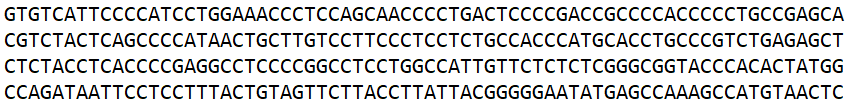 GTGTCATTCCCCATCCTGGAAACCCTCCAGCAACCCCTGACTCCCCGACCGCCCCACCCCCTGCCGAGCA
CGTCTACTCAGCCCCATAACTGCTTGTCCTTCCCTCCTCTGCCACCCATGCACCTGCCCGTCTGAGAGCT
CTCTACCTCACCCCGAGGCCTCCCCGGCCTCCTGGCCATTGTTCTCTCTCGGGCGGTACCCACACTATGG
CCAGATAATTCCTCCTTTACTGTAGTTCTTACCTTATTACGGGGGAATATGAGCCAAAGCCATGTAACTC